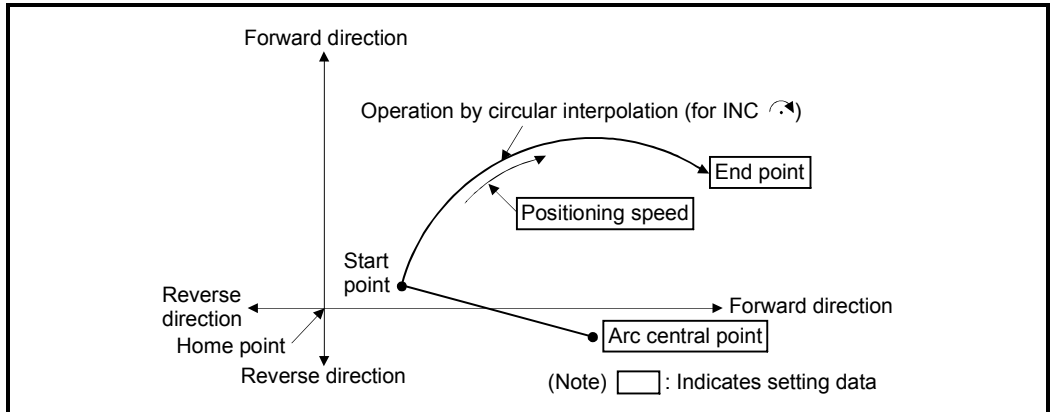 Forward direction
Operation by circular interpolation (for INC )
End point
Positioning speed
Start
point
Reverse
direction
Forward direction
Home point
Arc central point
Reverse direction
(Note) : Indicates setting data